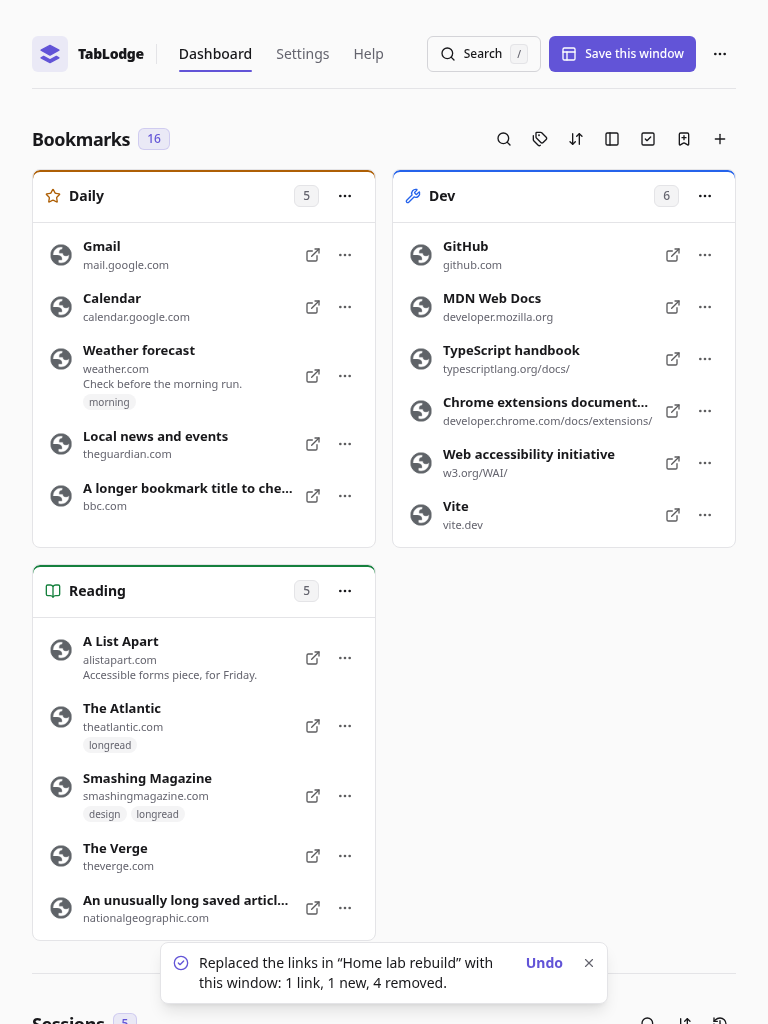 TabLodge
Dashboard
Settings
Help
Search
/
Save this window
Bookmarks
16
Daily
5
Gmail
mail.google.com
Calendar
calendar.google.com
Weather forecast
weather.com
Check before the morning run.
morning
Local news and events
theguardian.com
A longer bookmark title to che...
bbc.com
Dev
6
GitHub
github.com
MDN Web Docs
developer.mozilla.org
TypeScript handbook
typescriptlang.org/docs/
Chrome extensions document...
developer.chrome.com/docs/extensions/
Web accessibility initiative
w3.org/WAI/
Vite
vite.dev
Reading
5
A List Apart
alistapart.com
Accessible forms piece, for Friday.
The Atlantic
theatlantic.com
longread
Smashing Magazine
smashingmagazine.com
design longread
The Verge
theverge.com
An unusually long saved articl...
nationalgeographic.com
Replaced the links in “Home lab rebuild” with
this window: 1 link, 1 new, 4 removed.
Undo
Sessions
5